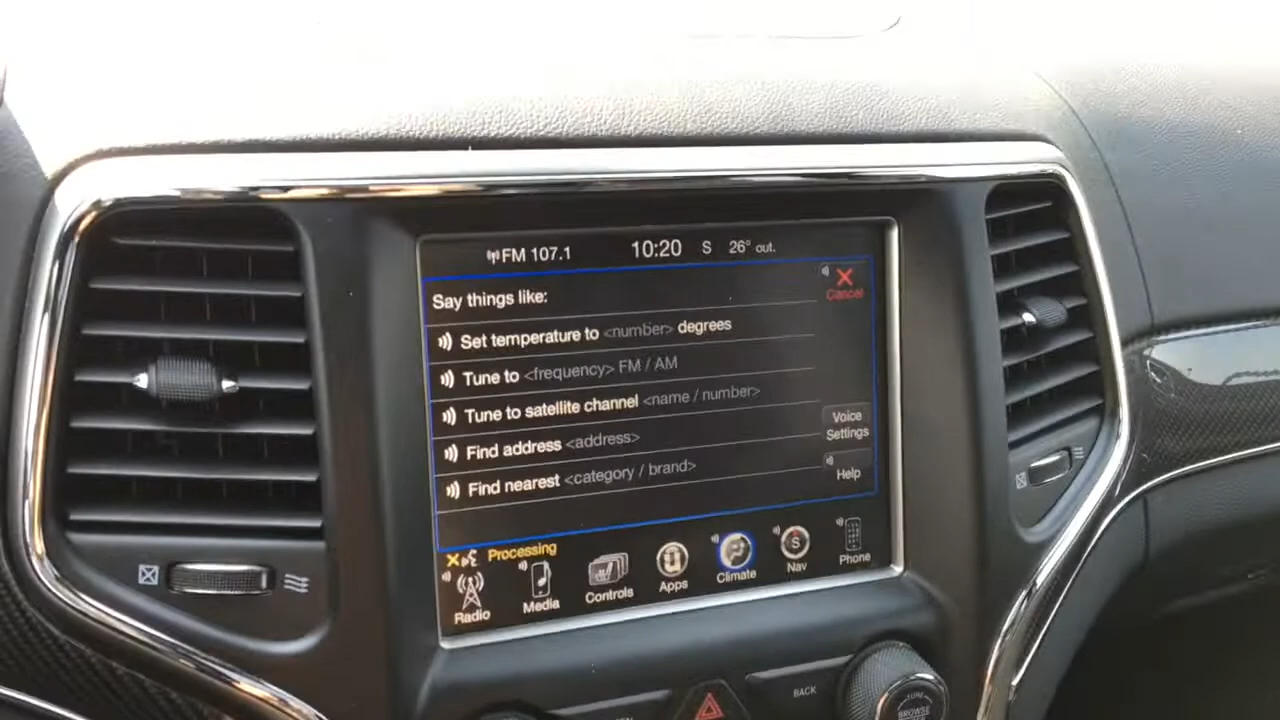 FM 107.1 10:20 S 26° out.
Cancel
Say things like:
Set temperature to <number> degrees
Tune to <frequency> FM / AM
Tune to satellite channel <name / number>
Find address <address>
Find nearest <category / brand>
Voice
Settings
Help
Processing
Radio Media Controls Apps Climate S Nav Phone
BACK
TUNE
BROWSE